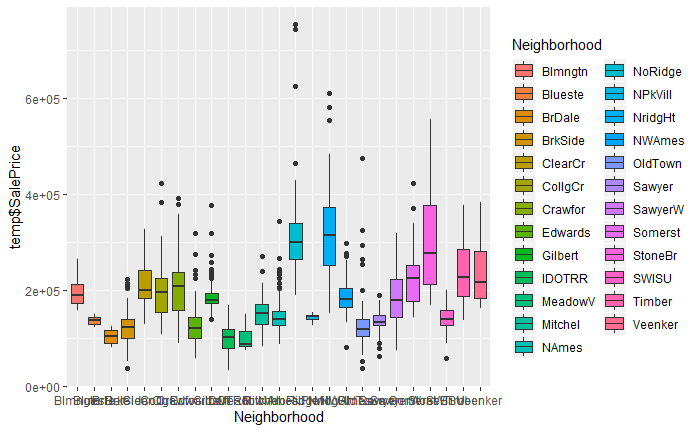 Neighborhood
Blmngtn
Blueste
BrDale
BrkSide
ClearCr
CollgCr
Crawfor
Edwards
Gilbert
IDOTRR
MeadowV
Mitchel
NAmes
NoRidge
NPkVill
NridgHt
NWAmes
OldTown
Sawyer
SawyerW
Somerst
StoneBr
SWISU
Timber
Veenker
temp$SalePrice
6e+05
4e+05
2e+05
0e+00
Neighborhood